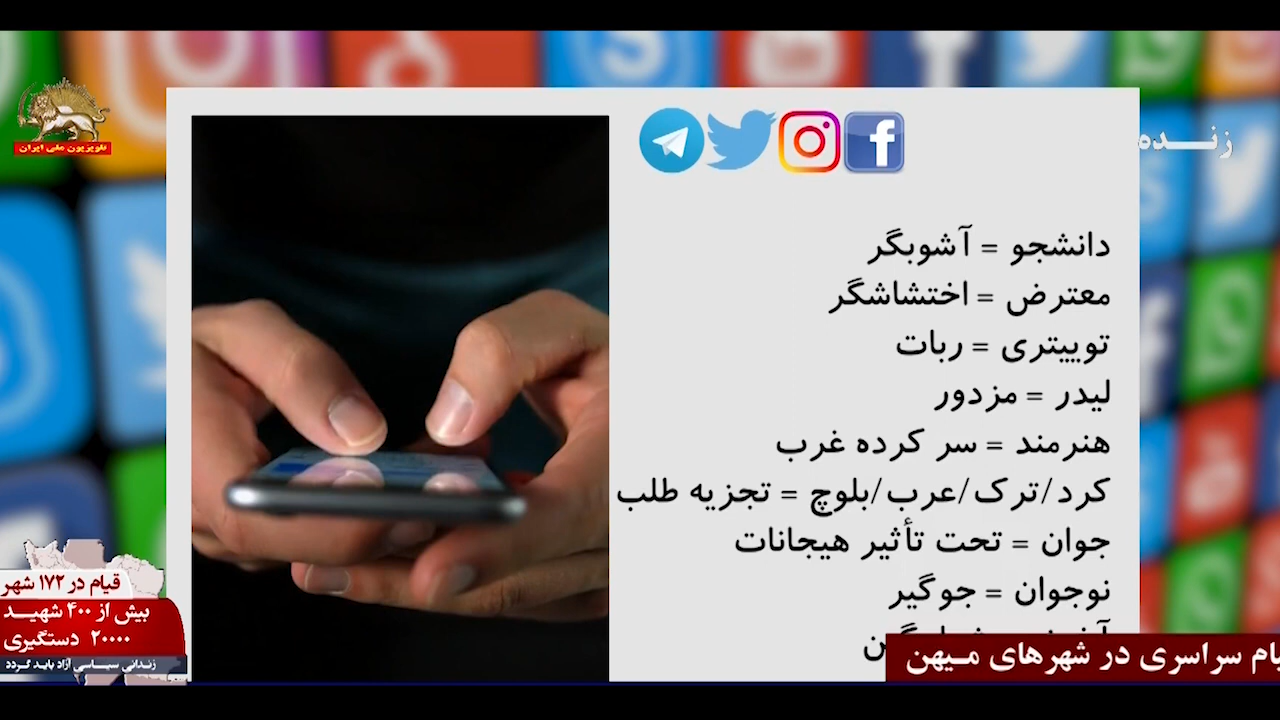 تلویزیون ملی ایران
زنده
دانشجو = آشوبگر
معترض = اختشاشگر
توییتری = ربات
لیدر = مزدور
هنرمند = سر کرده غرب
کرد/ترک/عرب/بلوچ = تجزیه طلب
جوان = تحت تأثیر هیجانات
نوجوان = جوگیر
قیام در ۱۷۲ شهر
بیش از ۴۰۰ شهید
۲۰۰۰۰ دستگیری
زندانی سیاسی آزاد باید گردد
سراسری در شهرهای میهن